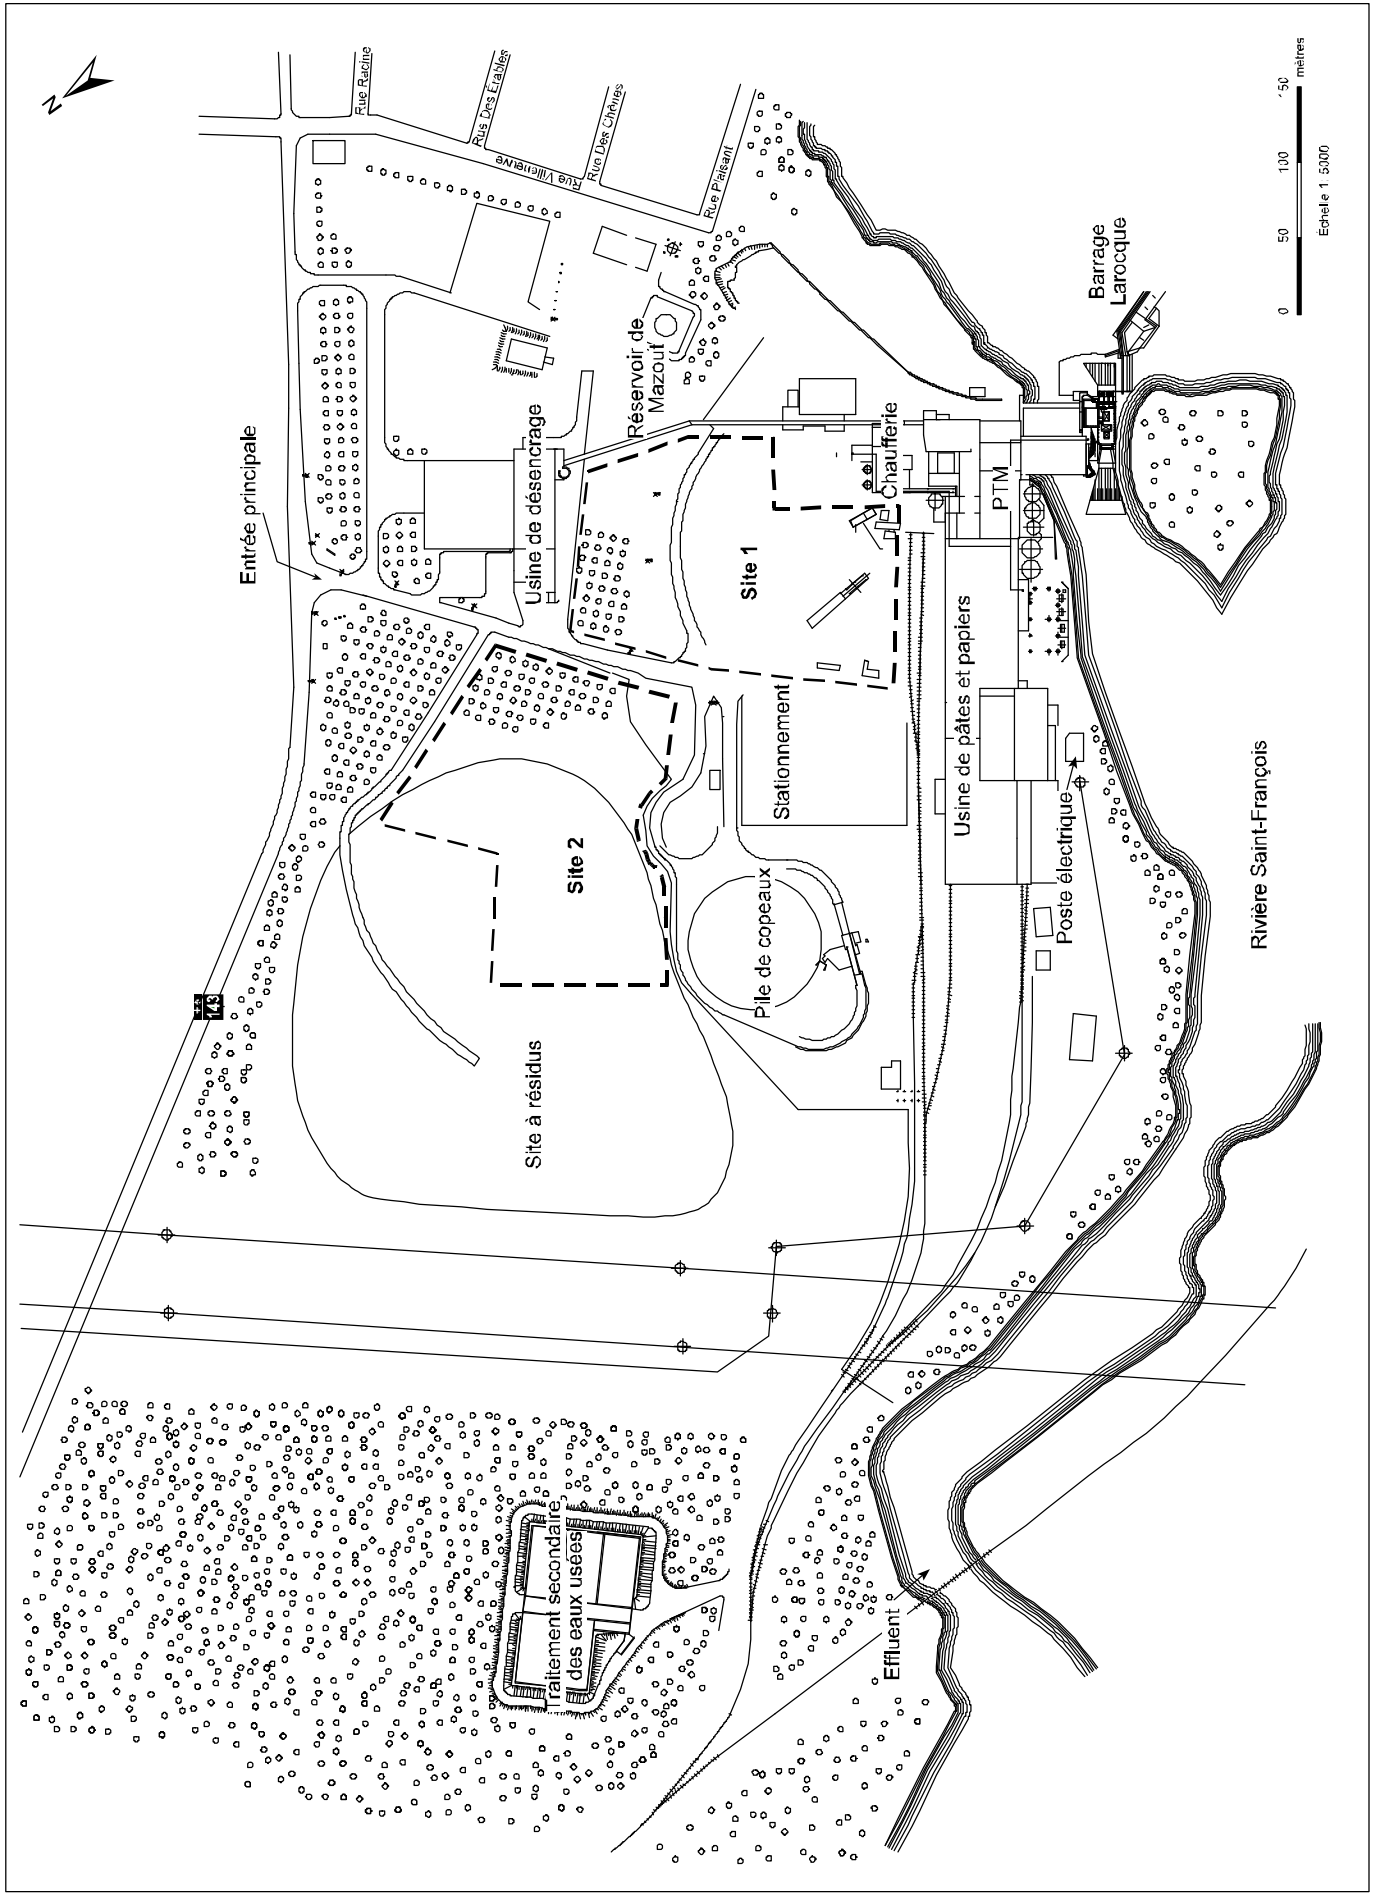 N
Rue Racine
Rus Des Érables
Rue Des Chênes
Rue Villeneuve
Rue Plaisant
Entrée principale
Usine de désencrage
Réservoir de
Mazout
Chaufferie
PTM
Barrage
Larocque
0 50 100 150
mètres
Echelle 1: 5000
Site 1
Stationnement
Usine de pâtes et papiers
Poste électrique
Rivière Saint-François
Site 2
Pile de copeaux
143
Site à résidus
Traitement secondaire
des eaux usées
Effluent